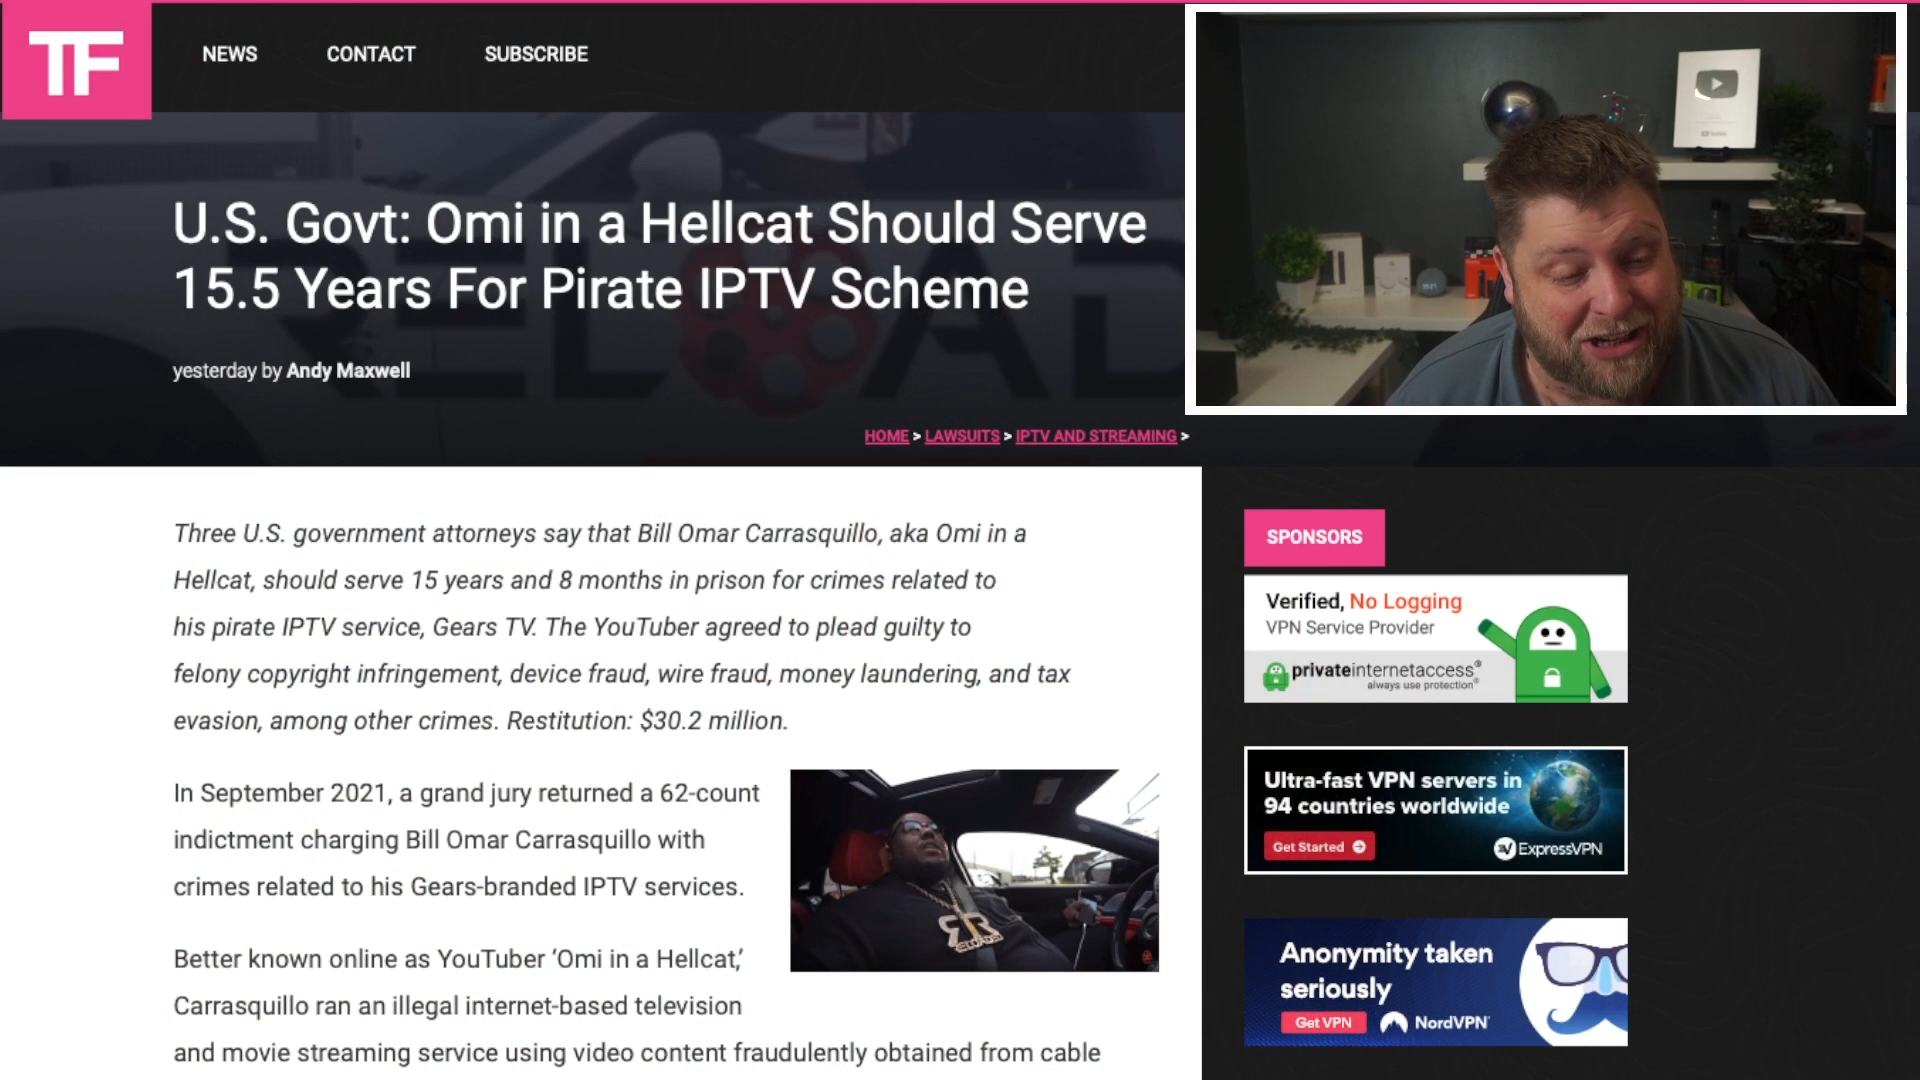 TF
NEWS
CONTACT
SUBSCRIBE
U.S. Govt: Omi in a Hellcat Should Serve
15.5 Years For Pirate IPTV Scheme
yesterday by Andy Maxwell
HOME > LAWSUITS > IPTV AND STREAMING >
Three U.S. government attorneys say that Bill Omar Carrasquillo, aka Omi in a
Hellcat, should serve 15 years and 8 months in prison for crimes related to
his pirate IPTV service, Gears TV. The YouTuber agreed to plead guilty to
felony copyright infringement, device fraud, wire fraud, money laundering, and tax
evasion, among other crimes. Restitution: $30.2 million.
In September 2021, a grand jury returned a 62-count
indictment charging Bill Omar Carrasquillo with
crimes related to his Gears-branded IPTV services.
Better known online as YouTuber ‘Omi in a Hellcat,’
Carrasquillo ran an illegal internet-based television
and movie streaming service using video content fraudulently obtained from cable
RELOAD
RR
RELOADED
SPONSORS
Verified, No Logging
VPN Service Provider
privateinternetaccess®
always use protection®
Ultra-fast VPN servers in
94 countries worldwide
Get Started
ExpressVPN
Anonymity taken
seriously
Get VPN
NordVPN®